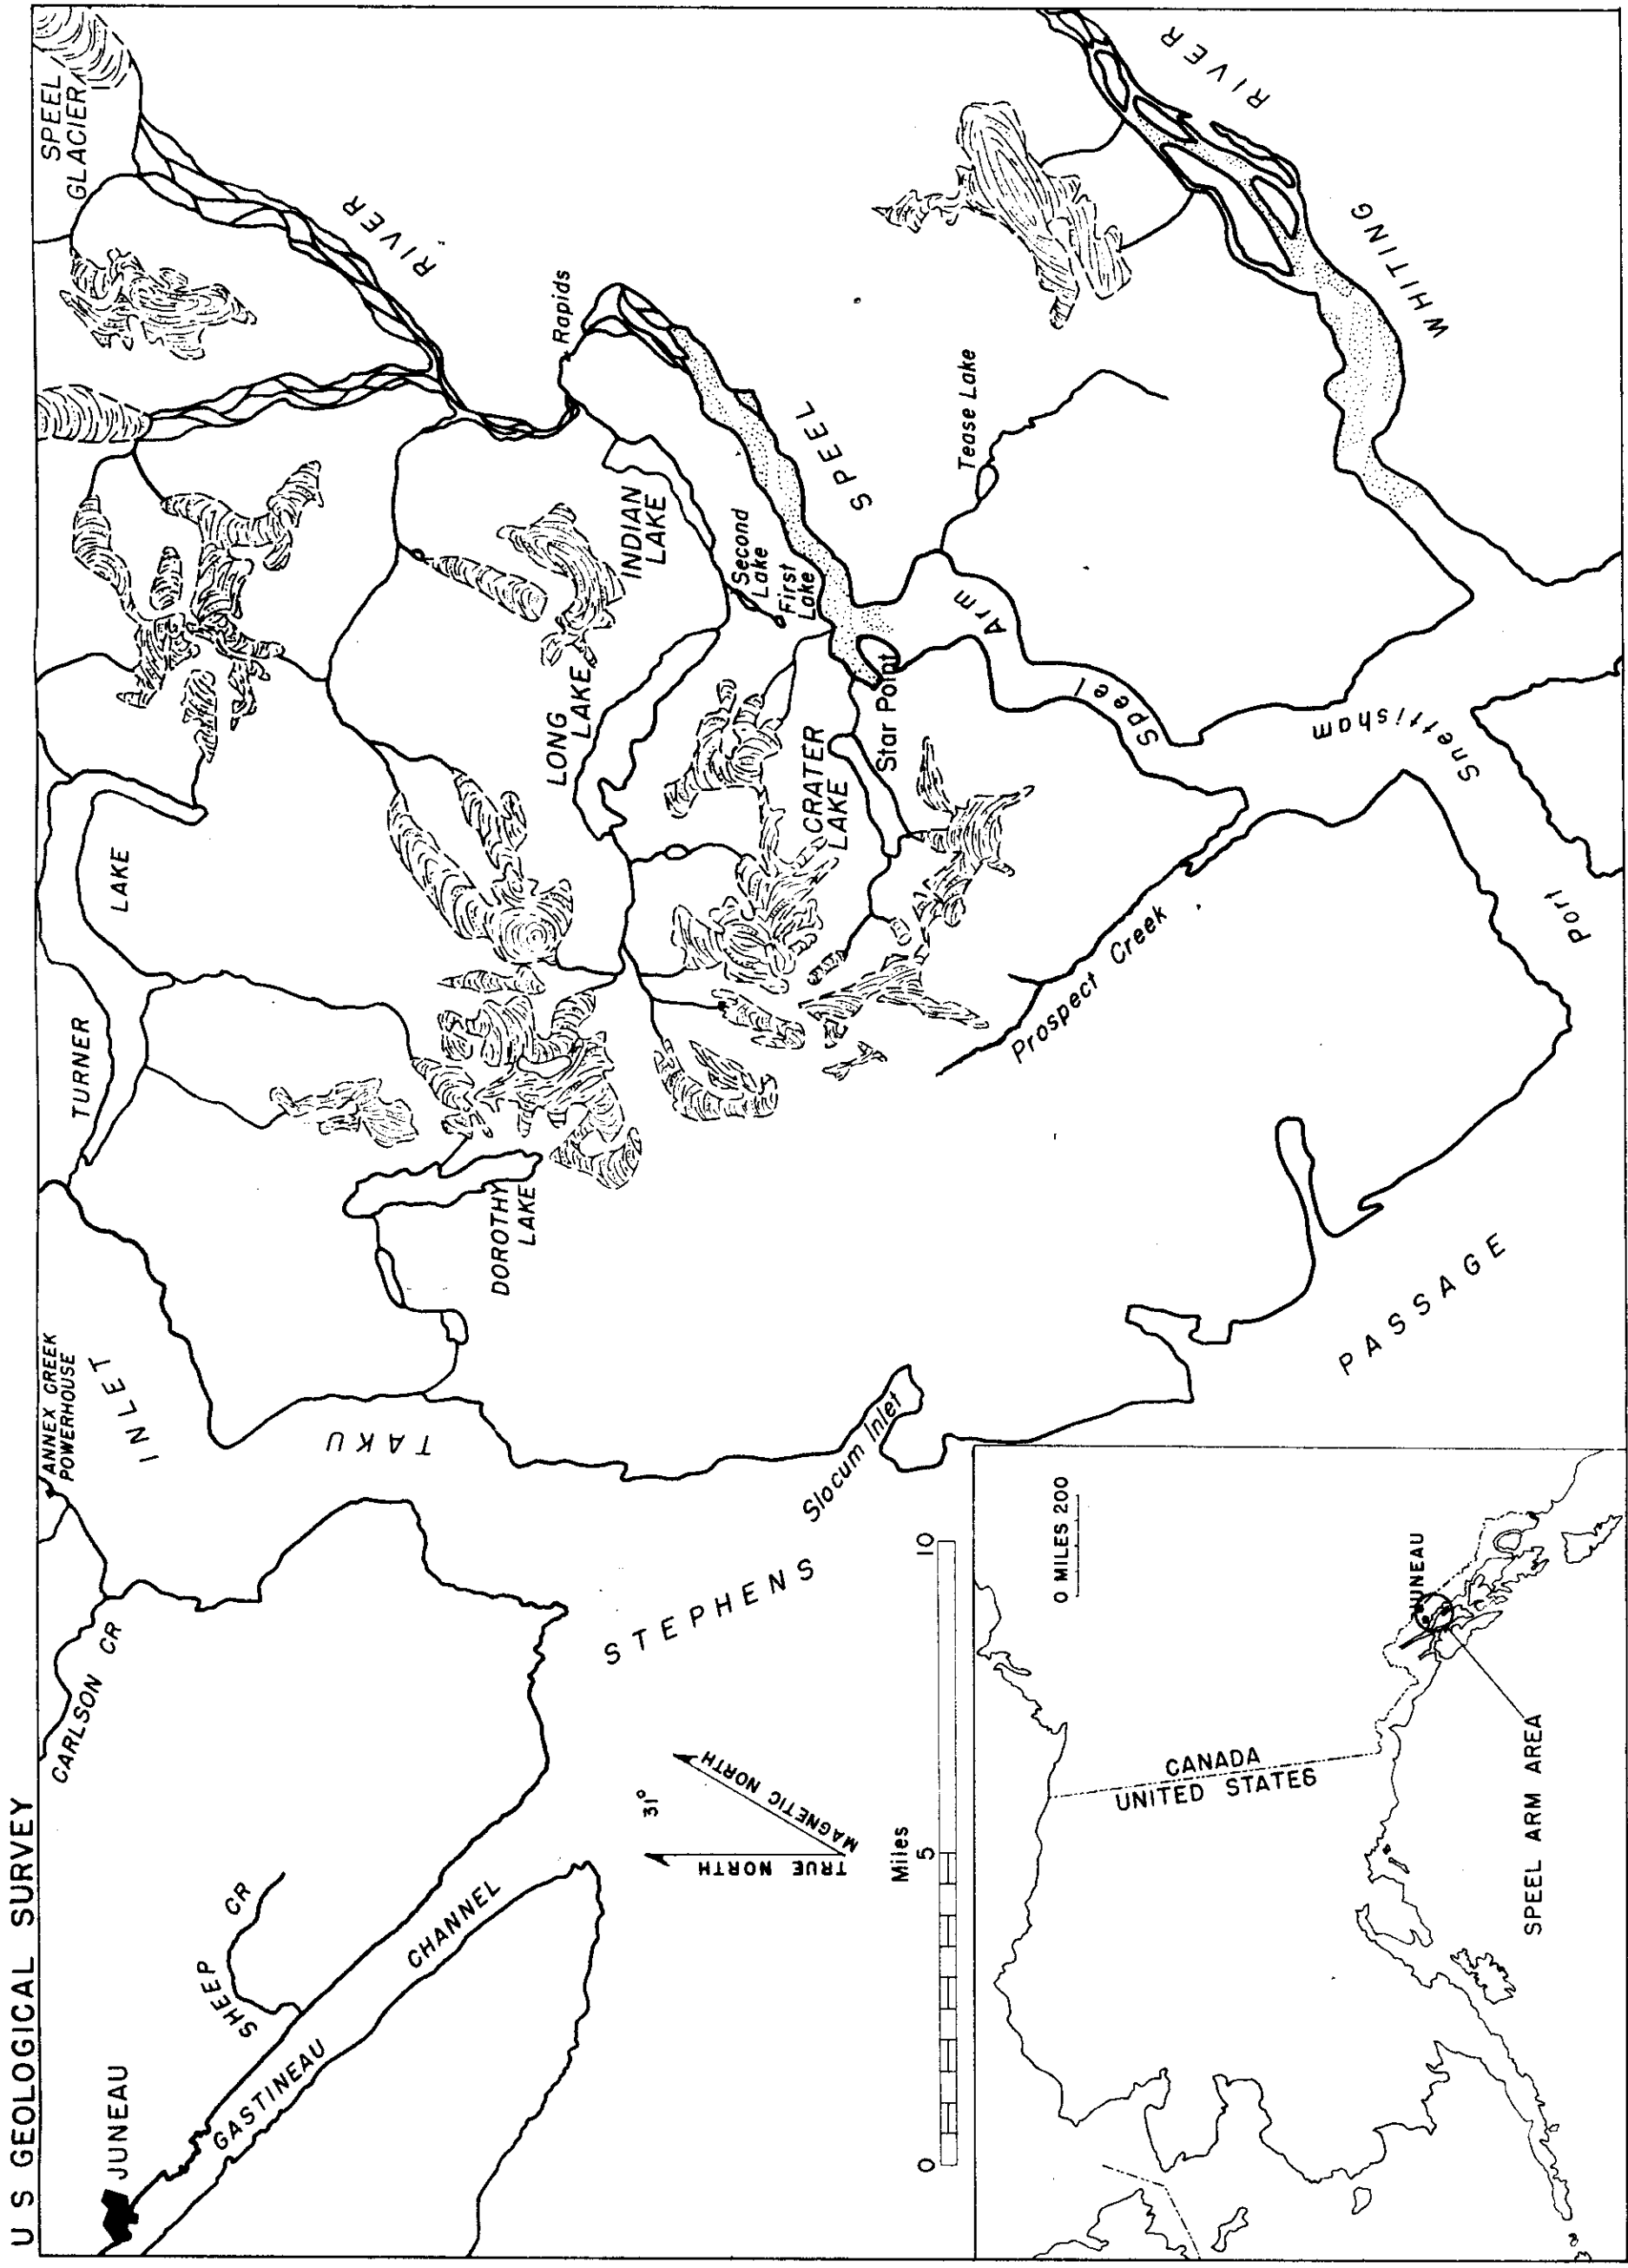 U S GEOLOGICAL SURVEY
JUNEAU
SHEEP
CR
GASTINEAU
CHANNEL
CARLSON CR
ANNEX CREEK
POWERHOUSE
INLET
TAKU
TURNER
LAKE
SPEEL
GLACIER
RIVER
Rapids
DOROTHY
LAKE
LONG
LAKE
INDIAN
LAKE
Second
Lake
First
Lake
SPEEL
CRATER
LAKE
Star Point
Tease Lake
Arm
Speel
Snettisham
Port
Prospect Creek
WHITING
RIVER
Slocum Inlet
STEPHENS
PASSAGE
TRUE NORTH
MAGNETIC NORTH
31°
Miles
0 5 10
0 MILES 200
JUNEAU
CANADA
UNITED STATES
SPEEL ARM AREA